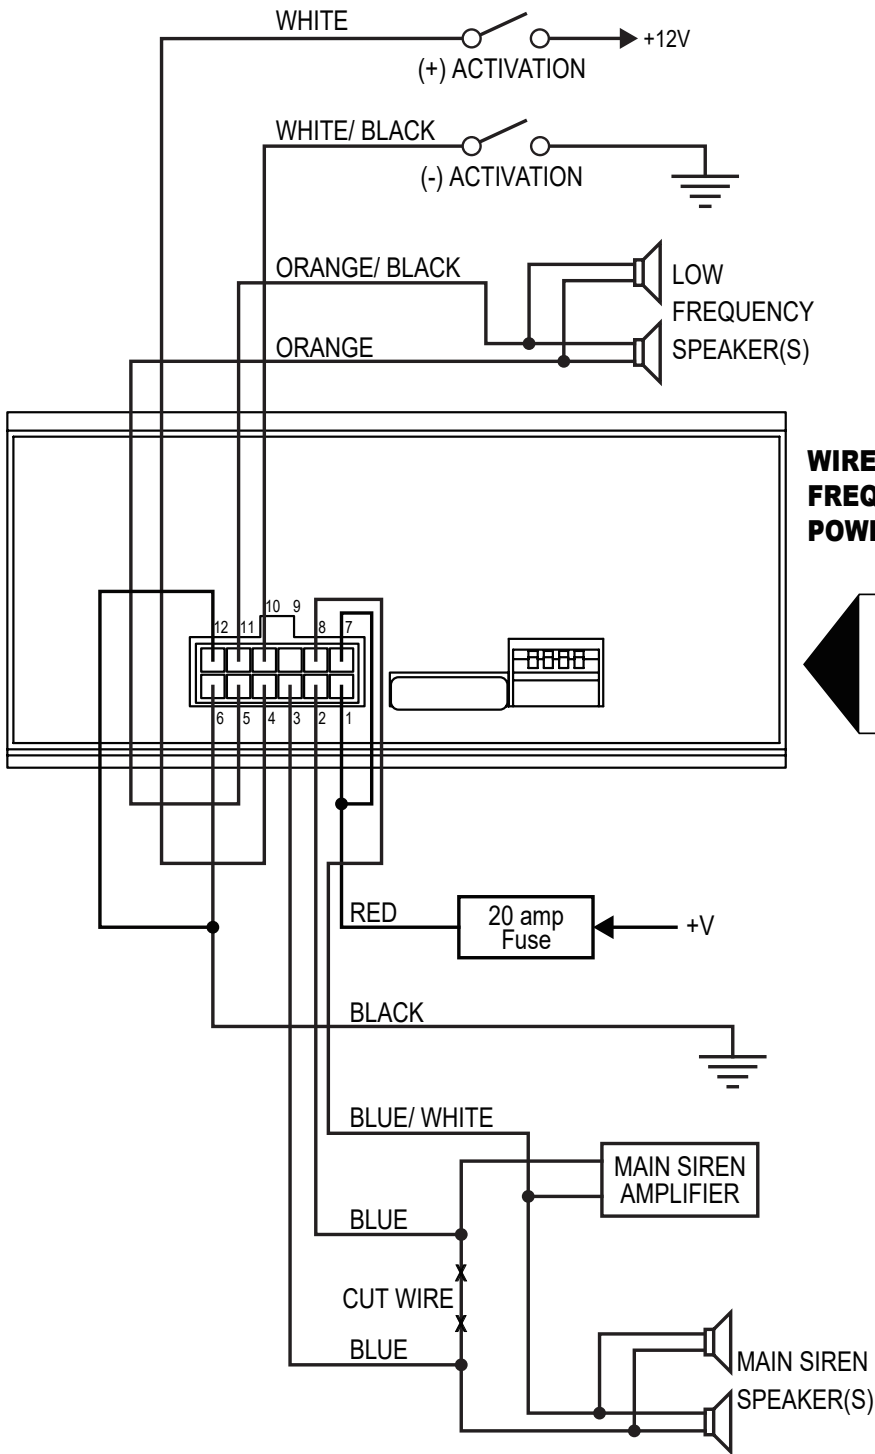 WHITE
+12V
(+) ACTIVATION
WHITE/ BLACK
(-) ACTIVATION
ORANGE/ BLACK
LOW
FREQUENCY
SPEAKER(S)
ORANGE
WIRE
FREQ
10 9
12 11 8 7
6 5 4 3 2 1
RED
20 amp
Fuse
+V
BLACK
BLUE/ WHITE
MAIN SIREN
AMPLIFIER
BLUE
CUT WIRE
BLUE
MAIN SIREN
SPEAKER(S)